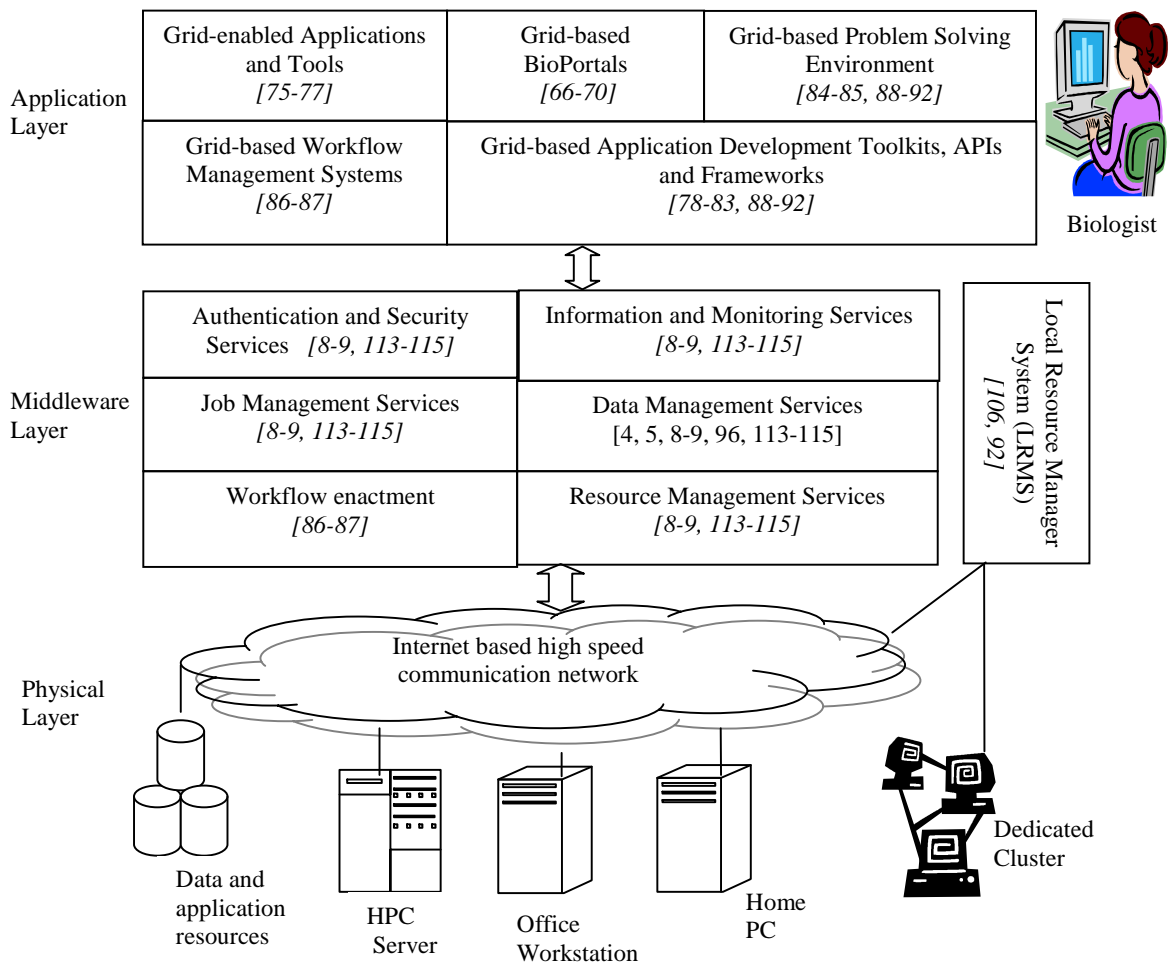 Grid-enabled Applications
and Tools
[75-77]
Grid-based
BioPortals
[66-70]
Grid-based Problem Solving
Environment
[84-85, 88-92]
Application
Layer
Grid-based Workflow
Management Systems
[86-87]
Grid-based Application Development Toolkits, APIs
and Frameworks
[78-83, 88-92]
Biologist
Authentication and Security
Services [8-9, 113-115]
Information and Monitoring Services
[8-9, 113-115]
Middleware
Layer
Job Management Services
[8-9, 113-115]
Data Management Services
[4, 5, 8-9, 96, 113-115]
Workflow enactment
[86-87]
Resource Management Services
[8-9, 113-115]
Local Resource Manager
System (LRMS)
[106, 92]
Internet based high speed
communication network
Physical
Layer
Data and
application
resources
HPC
Server
Office
Workstation
Home
PC
Dedicated
Cluster